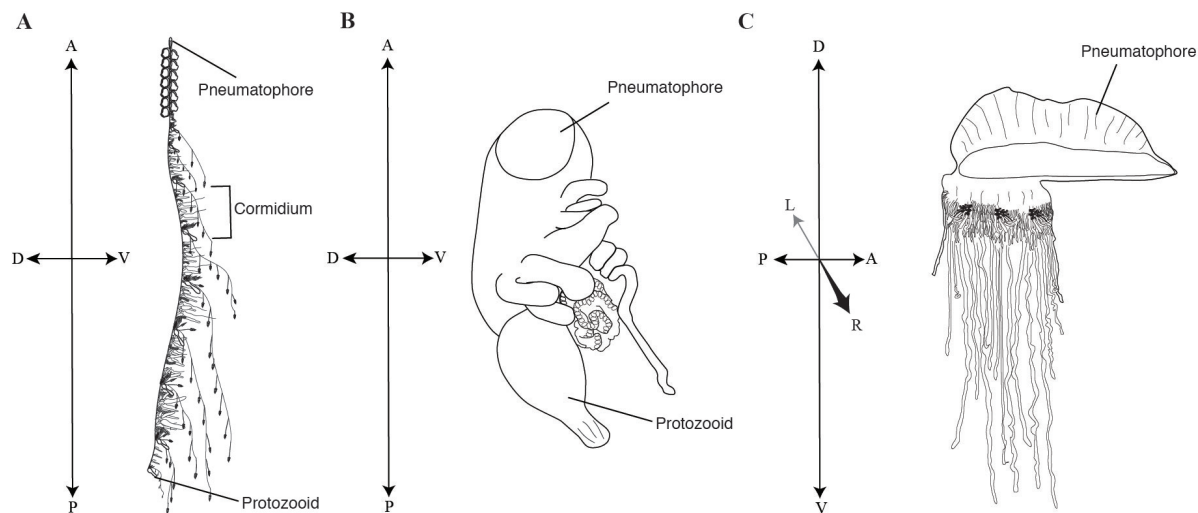 A
A
Pneumatophore
Cormidium
D
V
Protozooid
P
B
A
Pneumatophore
D
V
Protozooid
P
C
D
Pneumatophore
L
P
A
R
V